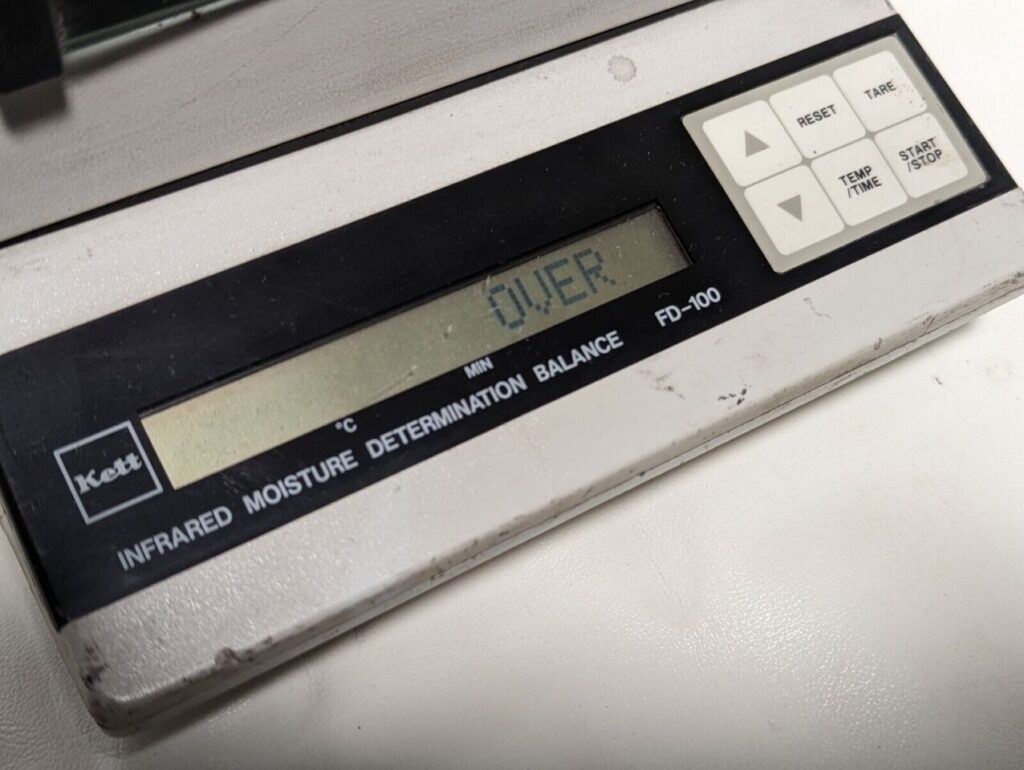 ▲ RESET TARE
▼ TEMP /TIME START /STOP
OVER
°C MIN
Kett
INFRARED MOISTURE DETERMINATION BALANCE FD-100